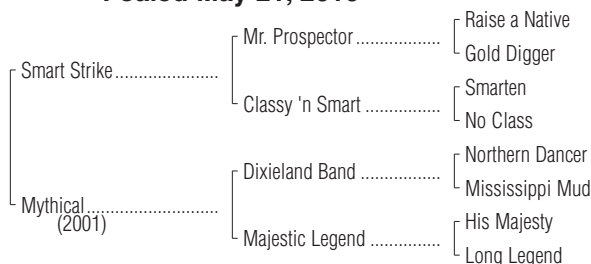 Foaled May 21, 2010
Raise a Native
Mr. Prospector
Gold Digger
Smart Strike
Smarten
Classy 'n Smart
No Class
Northern Dancer
Dixieland Band
Mississippi Mud
Mythical
(2001)
His Majesty
Majestic Legend
Long Legend